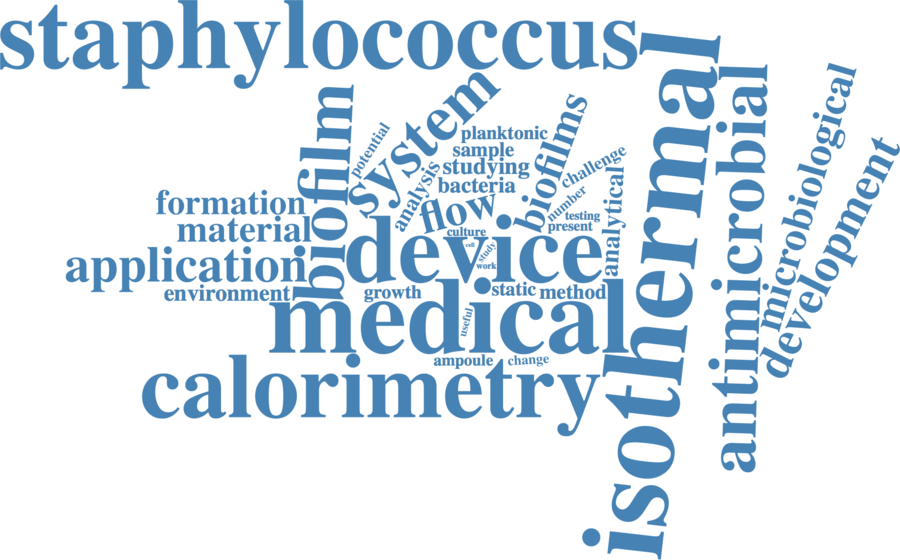 staphylococcus
isothermal
antimicrobial
microbiological
development
biofilm
potential
system
analysis
planktonic
sample
studying
bacteria
flow
biofilms
challenge
number
testing
present
analytical
formation
material
application
environment
device
culture
cell
study
work
growth
static
method
medical
useful
ampoule
change
calorimetry